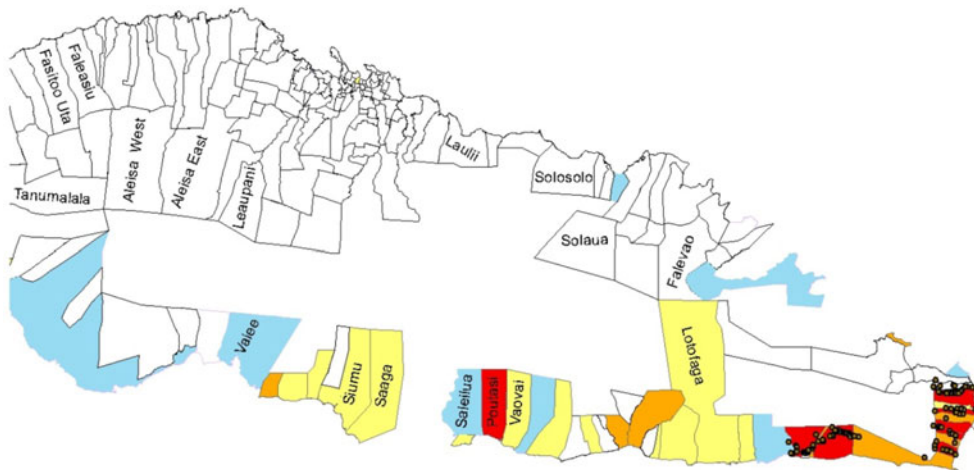 Fasitoo Uta
Faleasiu
Aleisa West
Aleisa East
Leaupani
Tanumalala
Laulii
Solosolo
Solaua
Falevao
Vaiee
Siumu
Saaga
Saleilua
Poutasi
Vaovai
Lotofaga